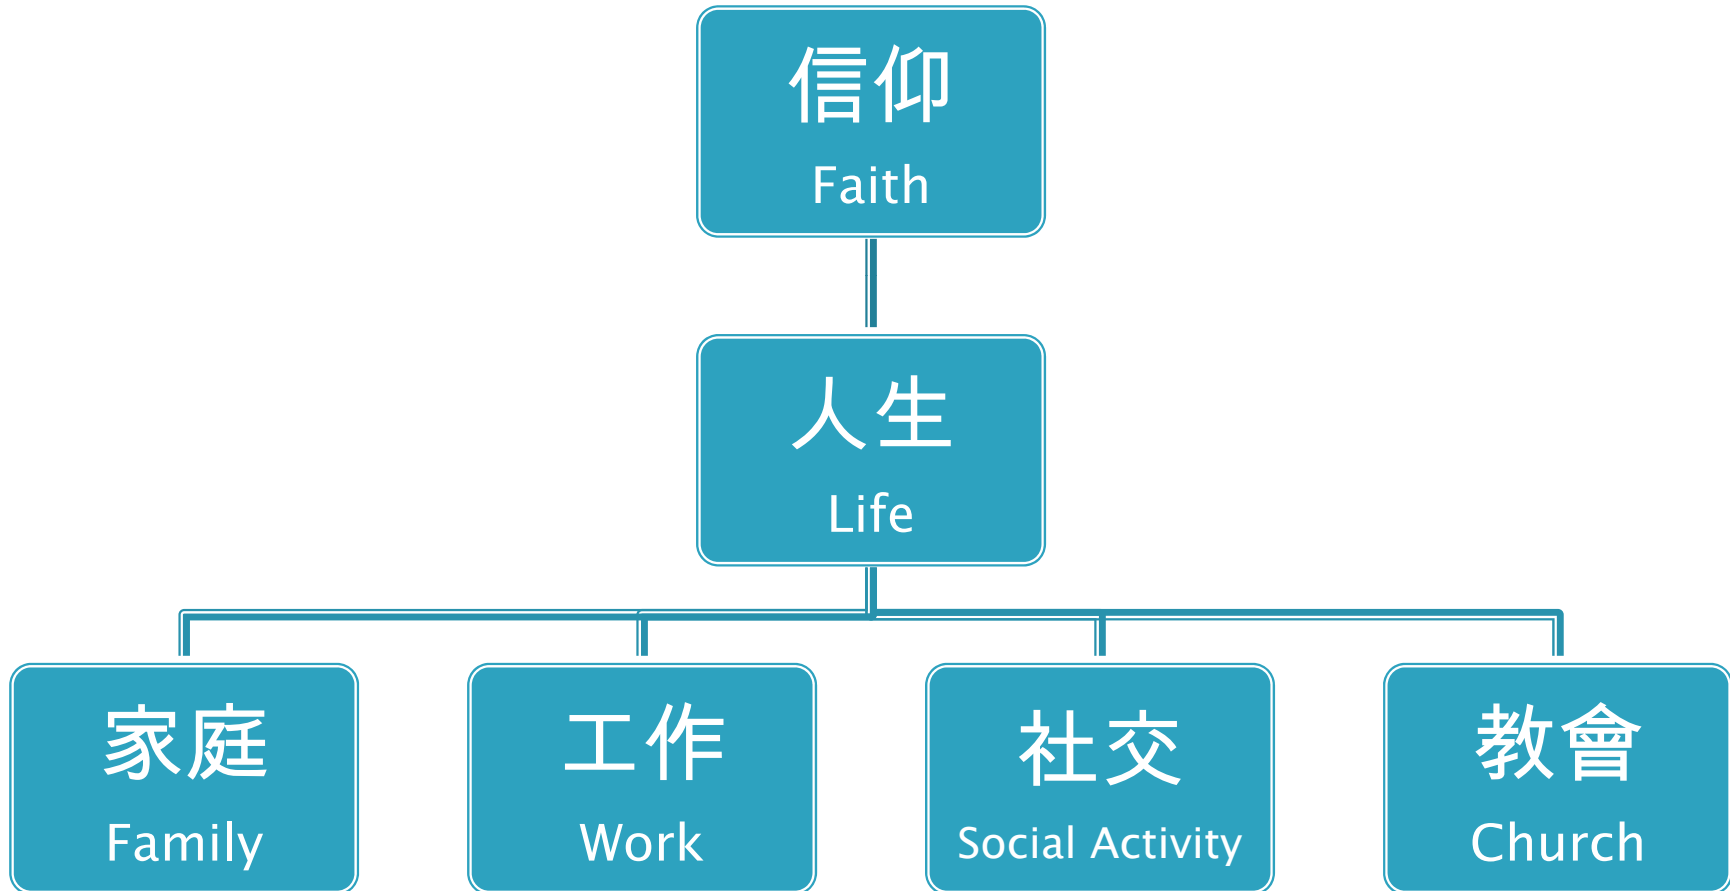 信仰
Faith
人生
Life
家庭
Family
工作
Work
社交
Social Activity
教會
Church